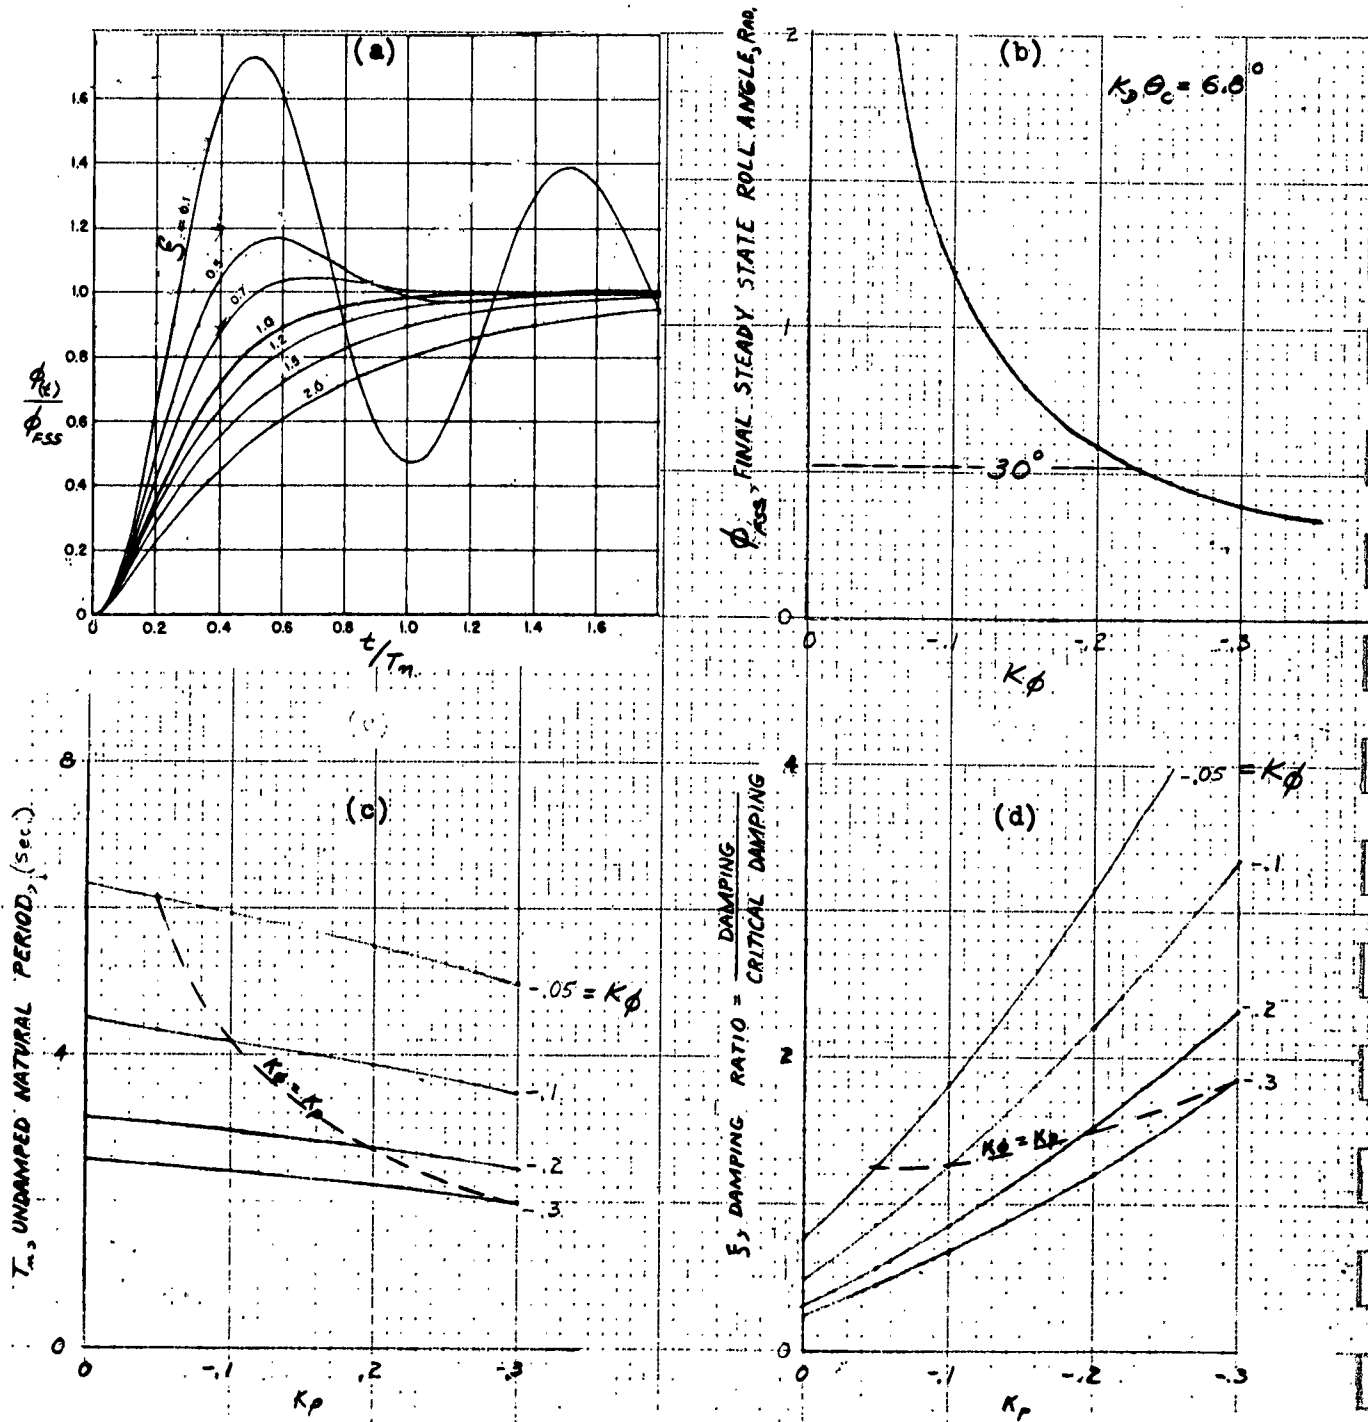 (a)
1.6
1.4
1.2
1.0
0.8
0.6
0.4
0.2
0
ξ = 0.1
0.5
0.7
1.0
1.2
1.5
2.0
φ(t)
φFSS
0 0.2 0.4 0.6 0.8 1.0 1.2 1.4 1.6
t/Tn
(b)
KD θc = 6.8°
φFSS, FINAL STEADY STATE ROLL ANGLE, RAD.
2
1
0
30°
0 -.1 -.2 -.3
Kφ
(c)
Tn, UNDAMPED NATURAL PERIOD, (Sec.)
8
4
0
-.05 = Kφ
-.1
-.2
-.3
Kφ = Kp
0 -.1 .2 -.3
Kp
(d)
ξ, DAMPING RATIO = DAMPING
CRITICAL DAMPING
4
2
0
-.05 = Kφ
-.1
-.2
-.3
Kφ = Kp
0 -.1 -.2 -.3
Kp